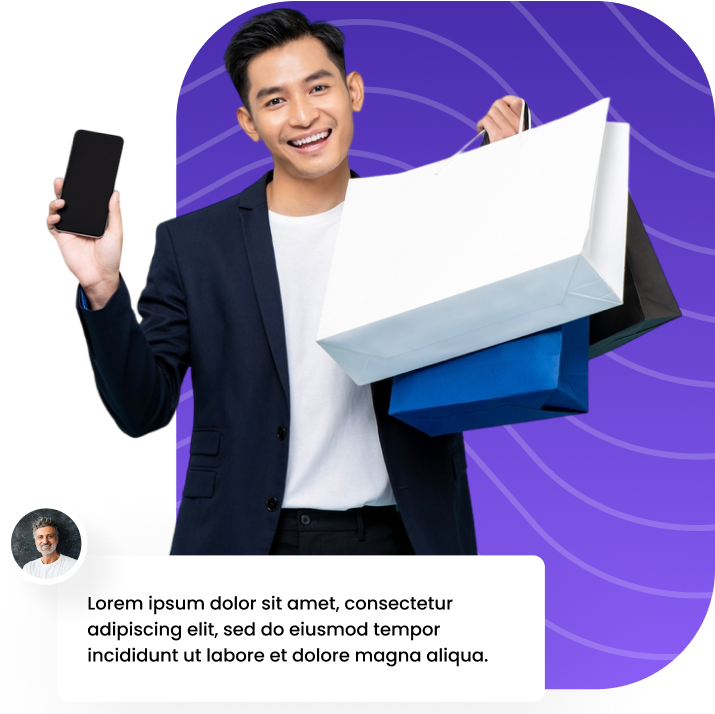 Lorem ipsum dolor sit amet, consectetur
adipiscing elit, sed do eiusmod tempor
incididunt ut labore et dolore magna aliqua.